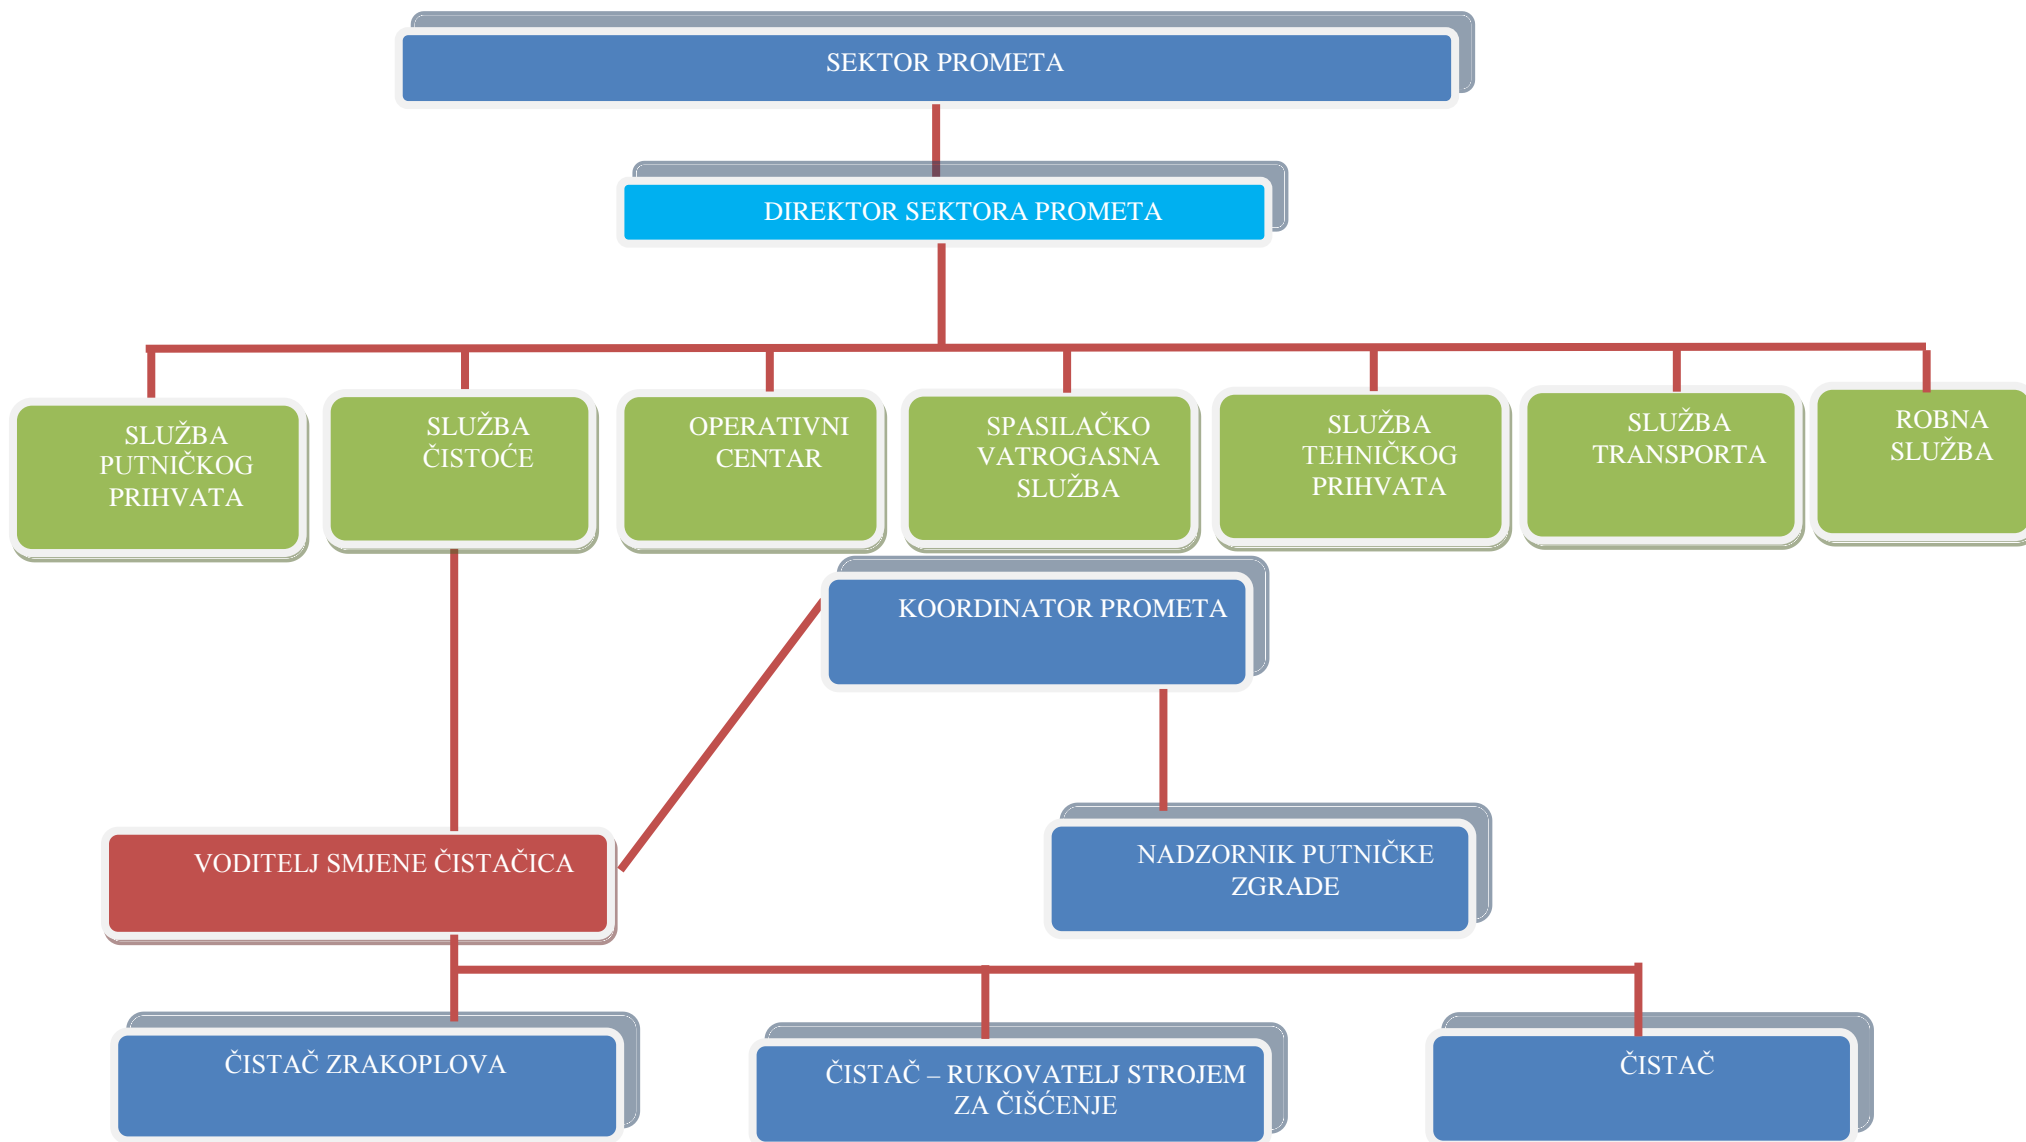 SEKTOR PROMETA
DIREKTOR SEKTORA PROMETA
SLUŽBA
PUTNIČKOG
PRIHVATA
SLUŽBA
ČISTOĆE
OPERATIVNI
CENTAR
SPASILAČKO
VATROGASNA
SLUŽBA
SLUŽBA
TEHNIČKOG
PRIHVATA
SLUŽBA
TRANSPORTA
ROBNA
SLUŽBA
KOORDINATOR PROMETA
VODITELJ SMJENE ČISTAČICA
NADZORNIK PUTNIČKE
ZGRADE
ČISTAČ ZRAKOPLOVA
ČISTAČ – RUKOVATELJ STROJEM
ZA ČIŠĆENJE
ČISTAČ